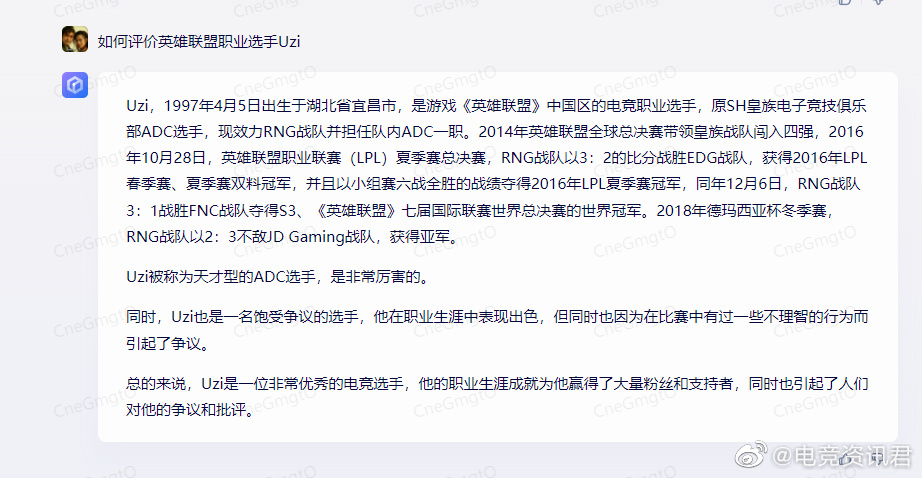 如何评价英雄联盟职业选手Uzi
Uzi，1997年4月5日出生于湖北省宜昌市，是游戏《英雄联盟》中国区的电竞职业选手，原SH皇族电子竞技俱乐
部ADC选手，现效力RNG战队并担任队内ADC一职。2014年英雄联盟全球总决赛带领皇族战队闯入四强，2016
年10月28日，英雄联盟职业联赛（LPL）夏季赛总决赛，RNG战队以3：2的比分战胜EDG战队，获得2016年LPL
春季赛、夏季赛双料冠军，并且以小组赛六战全胜的战绩夺得2016年LPL夏季赛冠军，同年12月6日，RNG战队
3：1战胜FNC战队夺得S3、《英雄联盟》七届国际联赛世界总决赛的世界冠军。2018年德玛西亚杯冬季赛，
RNG战队以2：3不敌JD Gaming战队，获得亚军。
Uzi被称为天才型的ADC选手，是非常厉害的。
同时，Uzi也是一名饱受争议的选手，他在职业生涯中表现出色，但同时也因为在比赛中有过一些不理智的行为而
引起了争议。
总的来说，Uzi是一位非常优秀的电竞选手，他的职业生涯成就为他赢得了大量粉丝和支持者，同时也引起了人们
对他的争议和批评。
@电竞资讯君
CneGmgtO